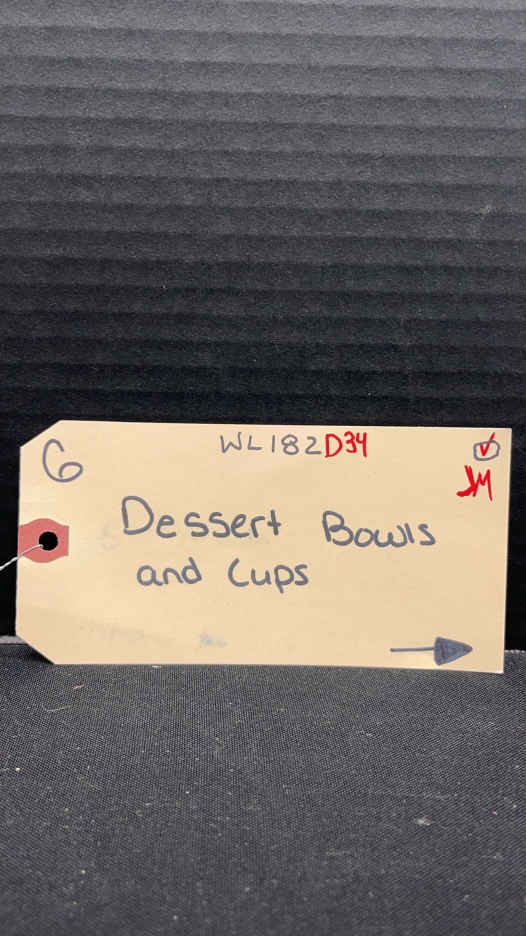 6
WL182D34
JM
Dessert Bowls
and Cups